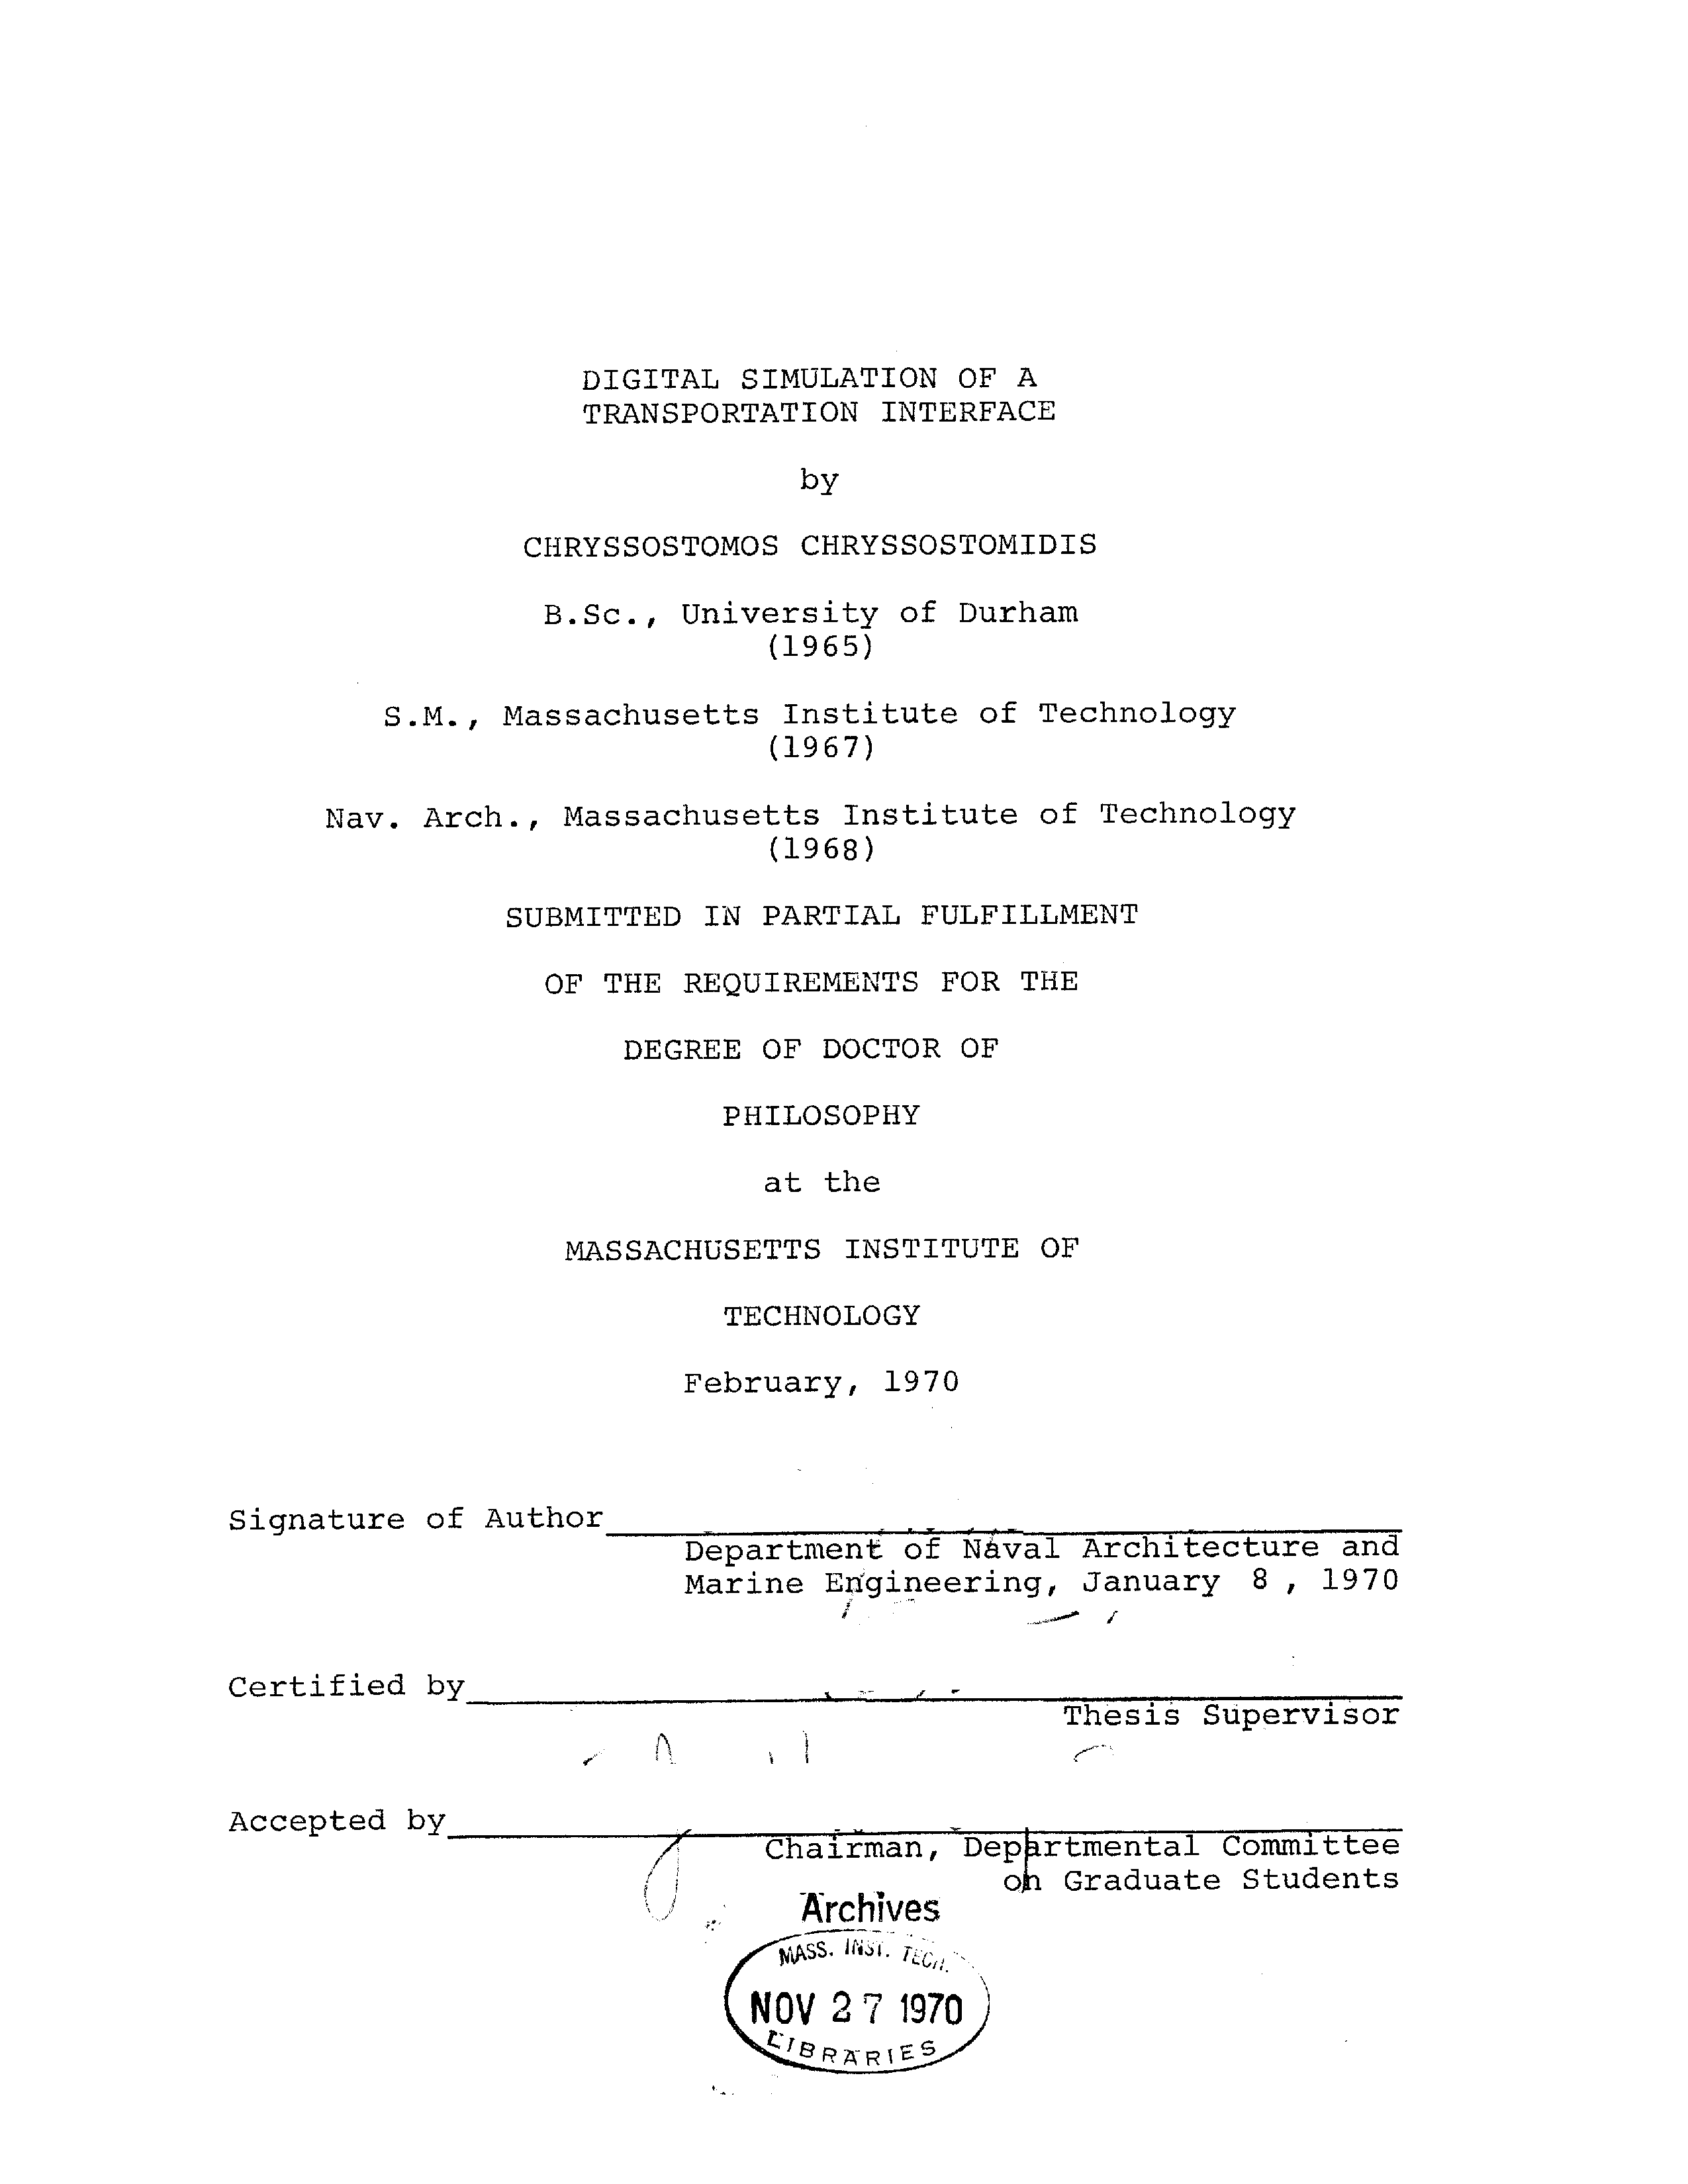 DIGITAL SIMULATION OF A
TRANSPORTATION INTERFACE
by
CHRYSSOSTOMOS CHRYSSOSTOMIDIS
B.Sc., University of Durham
(1965)
S.M., Massachusetts Institute of Technology
(1967)
Nav. Arch., Massachusetts Institute of Technology
(1968)
SUBMITTED IN PARTIAL FULFILLMENT
OF THE REQUIREMENTS FOR THE
DEGREE OF DOCTOR OF
PHILOSOPHY
at the
MASSACHUSETTS INSTITUTE OF
TECHNOLOGY
February, 1970
Signature of Author
Department of Naval Architecture and
Marine Engineering, January 8 , 1970
Certified by
Thesis Supervisor
Accepted by
Chairman, Departmental Committee
on Graduate Students
Archives
MASS. INST. TECH.
NOV 27 1970
LIBRARIES